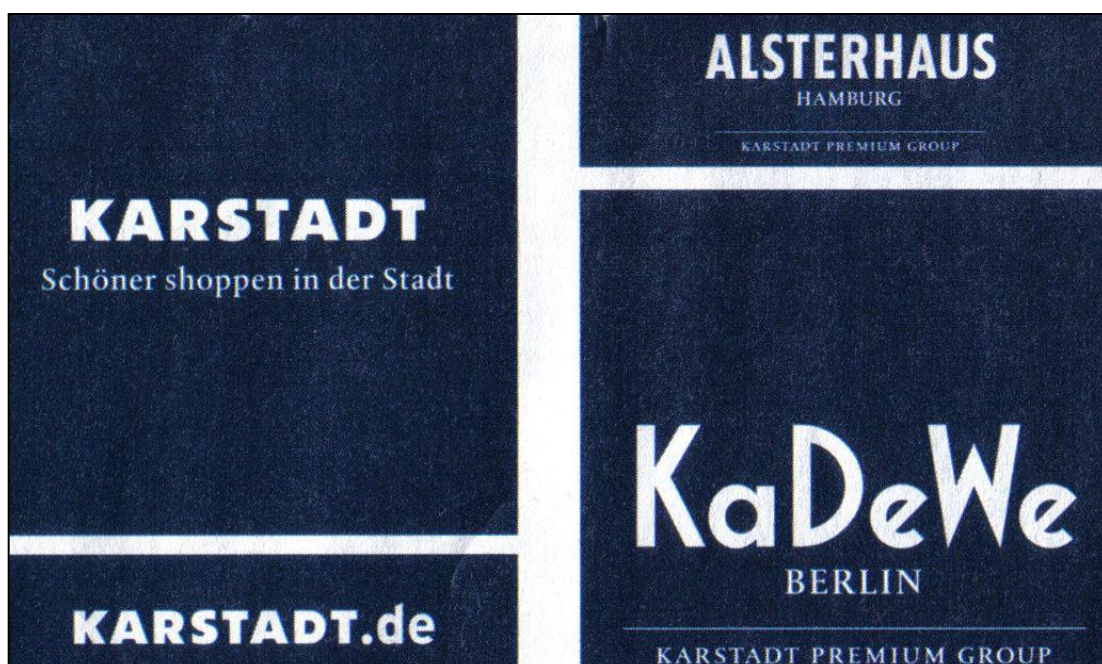 KARSTADT
Schöner shoppen in der Stadt
KARSTADT.de
ALSTERHAUS
HAMBURG
KARSTADT PREMIUM GROUP
KaDeWe
BERLIN
KARSTADT PREMIUM GROUP